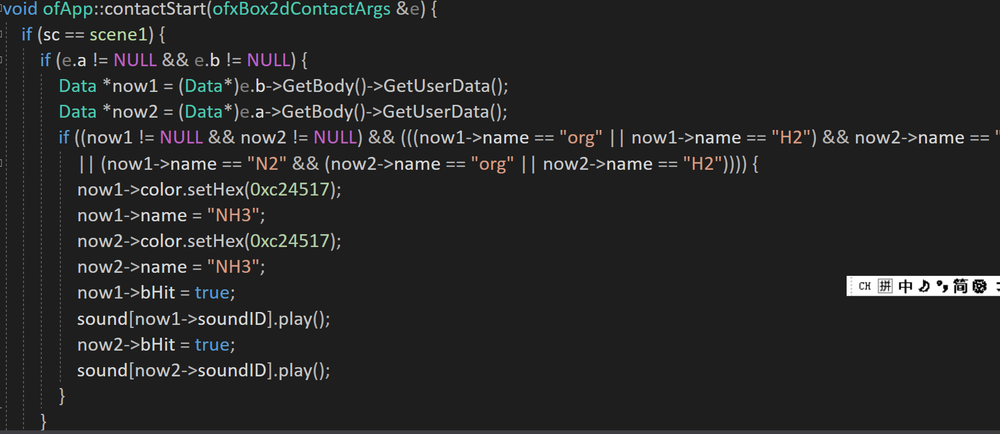 void ofApp::contactStart(ofxBox2dContactArgs &e) {
if (sc == scene1) {
if (e.a != NULL && e.b != NULL) {
Data *now1 = (Data*)e.b->GetBody()->GetUserData();
Data *now2 = (Data*)e.a->GetBody()->GetUserData();
if ((now1 != NULL && now2 != NULL) && (((now1->name == "org" || now1->name == "H2") && now2->name == "
|| (now1->name == "N2" && (now2->name == "org" || now2->name == "H2")))) {
now1->color.setHex(0xc24517);
now1->name = "NH3";
now2->color.setHex(0xc24517);
now2->name = "NH3";
now1->bHit = true;
CH 拼 中 简
sound[now1->soundID].play();
now2->bHit = true;
sound[now2->soundID].play();
}
}